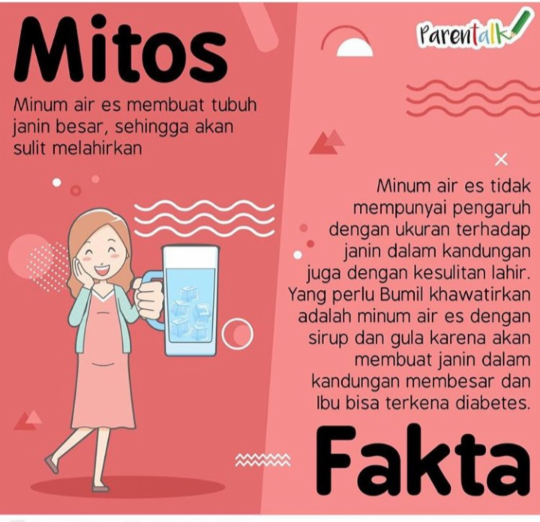 Mitos
Minum air es membuat tubuh
janin besar, sehingga akan
sulit melahirkan
Parentalk
Minum air es tidak
mempunyai pengaruh
dengan ukuran terhadap
janin dalam kandungan
juga dengan kesulitan lahir.
Yang perlu Bumil khawatirkan
adalah minum air es dengan
sirup dan gula karena akan
membuat janin dalam
kandungan membesar dan
Ibu bisa terkena diabetes.
Fakta